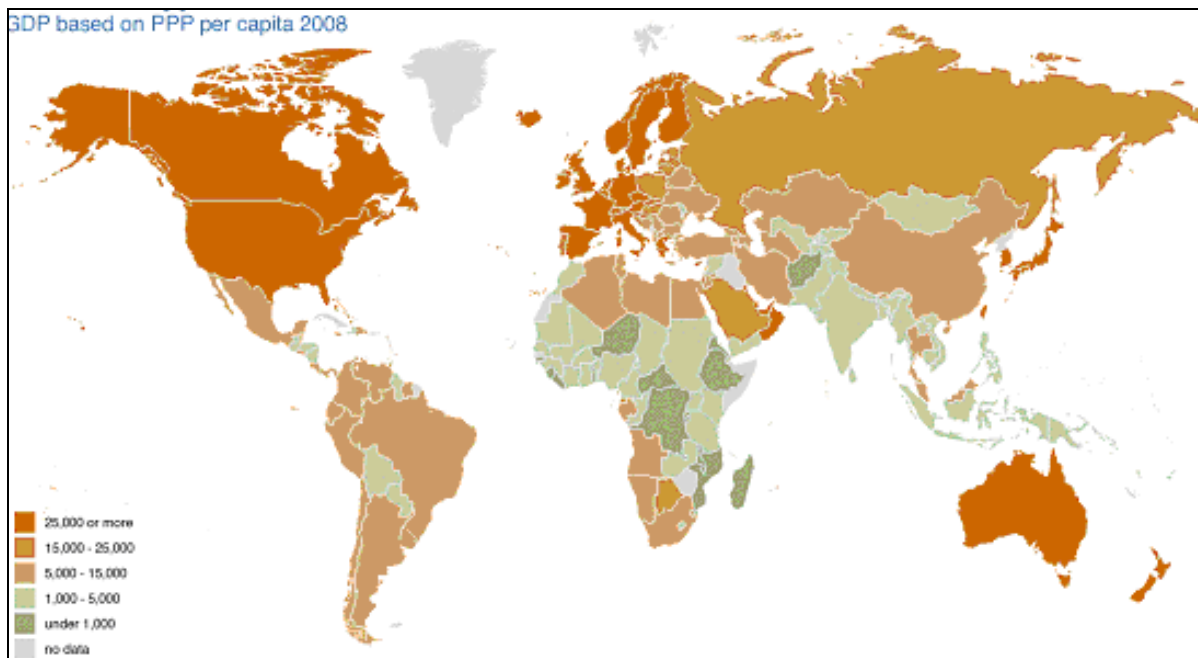 GDP based on PPP per capita 2008
25,000 or more
15,000 - 25,000
5,000 - 15,000
1,000 - 5,000
under 1,000
no data